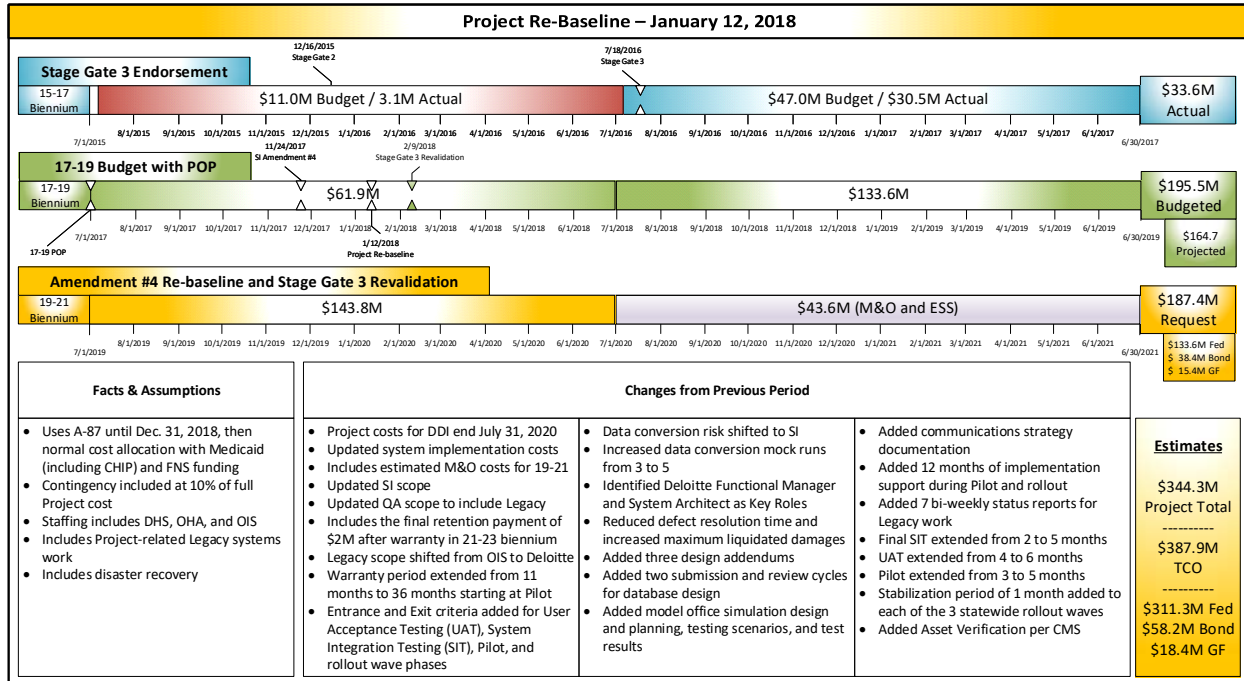 Project Re-Baseline – January 12, 2018
12/16/2015
Stage Gate 2
7/18/2016
Stage Gate 3
Stage Gate 3 Endorsement
15-17
Biennium
$11.0M Budget / 3.1M Actual
$47.0M Budget / $30.5M Actual
$33.6M
Actual
7/1/2015
8/1/2015 9/1/2015 10/1/2015 11/1/2015 12/1/2015 1/1/2016 2/1/2016 3/1/2016 4/1/2016 5/1/2016 6/1/2016 7/1/2016 8/1/2016 9/1/2016 10/1/2016 11/1/2016 12/1/2016 1/1/2017 2/1/2017 3/1/2017 4/1/2017 5/1/2017 6/1/2017
6/30/2017
11/24/2017
SI Amendment #4
2/9/2018
Stage Gate 3 Revalidation
17-19 Budget with POP
17-19
Biennium
$61.9M
$133.6M
$195.5M
Budgeted
7/1/2017
8/1/2017 9/1/2017 10/1/2017 11/1/2017 12/1/2017 1/1/2018 2/1/2018 3/1/2018 4/1/2018 5/1/2018 6/1/2018 7/1/2018 8/1/2018 9/1/2018 10/1/2018 11/1/2018 12/1/2018 1/1/2019 2/1/2019 3/1/2019 4/1/2019 5/1/2019 6/1/2019
6/30/2019
17-19 POP
1/12/2018
Project Re-baseline
$164.7
Projected
Amendment #4 Re-baseline and Stage Gate 3 Revalidation
19-21
Biennium
$143.8M
$43.6M (M&O and ESS)
$187.4M
Request
7/1/2019
8/1/2019 9/1/2019 10/1/2019 11/1/2019 12/1/2019 1/1/2020 2/1/2020 3/1/2020 4/1/2020 5/1/2020 6/1/2020 7/1/2020 8/1/2020 9/1/2020 10/1/2020 11/1/2020 12/1/2020 1/1/2021 2/1/2021 3/1/2021 4/1/2021 5/1/2021 6/1/2021
6/30/2021
$133.6M Fed
$ 38.4M Bond
$ 15.4M GF
Facts & Assumptions
• Uses A-87 until Dec. 31, 2018, then
normal cost allocation with Medicaid
(including CHIP) and FNS funding
• Contingency included at 10% of full
Project cost
• Staffing includes DHS, OHA, and OIS
• Includes Project-related Legacy systems
work
• Includes disaster recovery
Changes from Previous Period
• Project costs for DDI end July 31, 2020
• Updated system implementation costs
• Includes estimated M&O costs for 19-21
• Updated SI scope
• Updated QA scope to include Legacy
• Includes the final retention payment of
$2M after warranty in 21-23 biennium
• Legacy scope shifted from OIS to Deloitte
• Warranty period extended from 11
months to 36 months starting at Pilot
• Entrance and Exit criteria added for User
Acceptance Testing (UAT), System
Integration Testing (SIT), Pilot, and
rollout wave phases
• Data conversion risk shifted to SI
• Increased data conversion mock runs
from 3 to 5
• Identified Deloitte Functional Manager
and System Architect as Key Roles
• Reduced defect resolution time and
increased maximum liquidated damages
• Added three design addendums
• Added two submission and review cycles
for database design
• Added model office simulation design
and planning, testing scenarios, and test
results
• Added communications strategy
documentation
• Added 12 months of implementation
support during Pilot and rollout
• Added 7 bi-weekly status reports for
Legacy work
• Final SIT extended from 2 to 5 months
• UAT extended from 4 to 6 months
• Pilot extended from 3 to 5 months
• Stabilization period of 1 month added to
each of the 3 statewide rollout waves
• Added Asset Verification per CMS
Estimates
$344.3M
Project Total
----------
$387.9M
TCO
----------
$311.3M Fed
$58.2M Bond
$18.4M GF